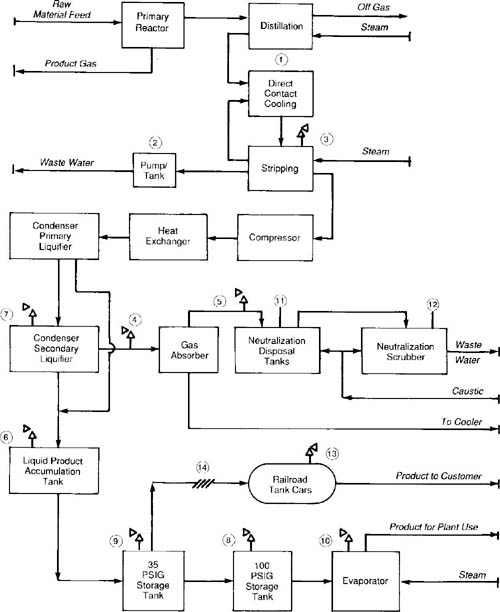 Raw
Material Feed
Primary
Reactor
Distillation
Off Gas
Steam
Product Gas
1
Direct
Contact
Cooling
2
3
Waste Water
Pump/
Tank
Stripping
Steam
Condenser
Primary
Liquifier
Heat
Exchanger
Compressor
7
4
5
11
12
Condenser
Secondary
Liquifier
Gas
Absorber
Neutralization
Disposal
Tanks
Neutralization
Scrubber
Waste
Water
Caustic
To Cooler
6
Liquid Product
Accumulation
Tank
14
13
Railroad
Tank Cars
Product to Customer
9
8
10
Product for Plant Use
35
PSIG
Storage
Tank
100
PSIG
Storage
Tank
Evaporator
Steam